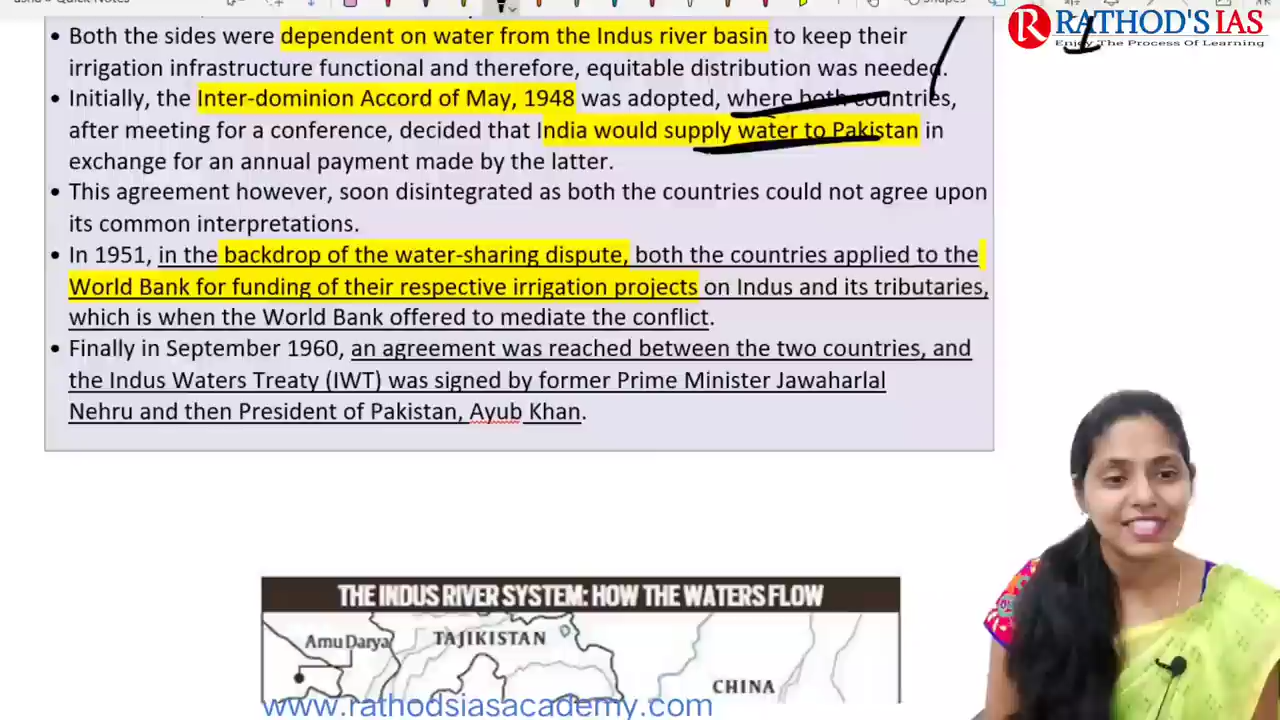 RATHOD'S IAS
Enjoy The Process Of Learning
• Both the sides were dependent on water from the Indus river basin to keep their
irrigation infrastructure functional and therefore, equitable distribution was needed.
• Initially, the Inter-dominion Accord of May, 1948 was adopted, where both countries,
after meeting for a conference, decided that India would supply water to Pakistan in
exchange for an annual payment made by the latter.
• This agreement however, soon disintegrated as both the countries could not agree upon
its common interpretations.
• In 1951, in the backdrop of the water-sharing dispute, both the countries applied to the
World Bank for funding of their respective irrigation projects on Indus and its tributaries,
which is when the World Bank offered to mediate the conflict.
• Finally in September 1960, an agreement was reached between the two countries, and
the Indus Waters Treaty (IWT) was signed by former Prime Minister Jawaharlal
Nehru and then President of Pakistan, Ayub Khan.
THE INDUS RIVER SYSTEM: HOW THE WATERS FLOW
Amu Darya
TAJIKISTAN
CHINA
www.rathodsiasacademy.com